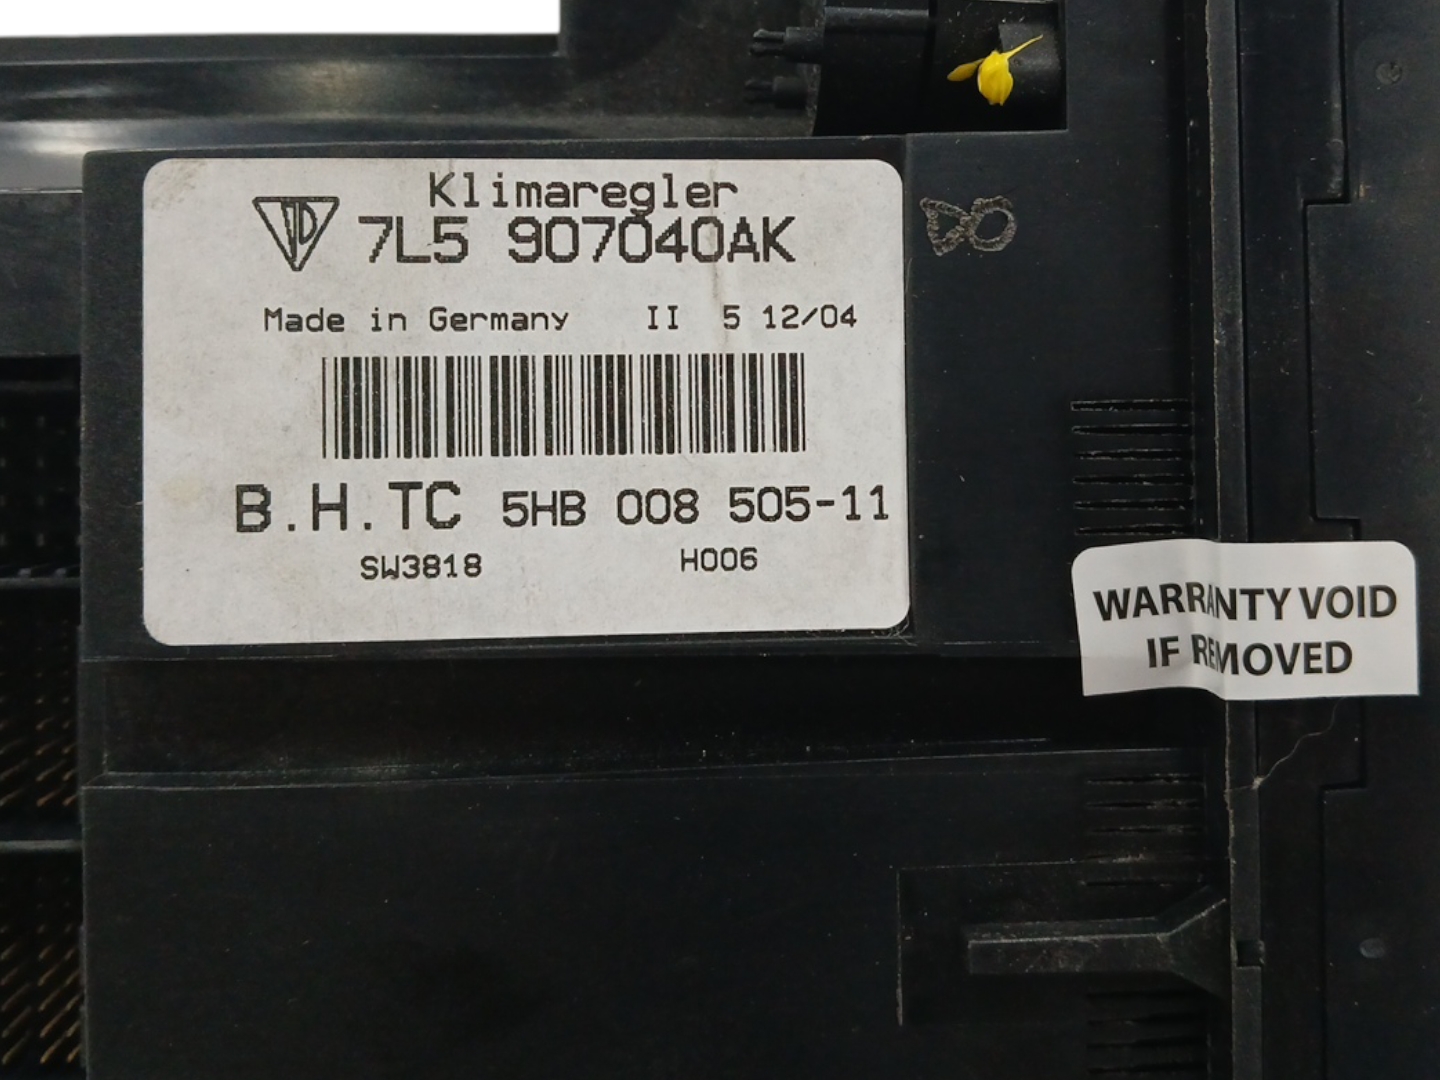 Klimaregler
7L5 907040AK
Made in Germany II 5 12/04
B.H.TC 5HB 008 505-11
SW3818 H006
WARRANTY VOID
IF REMOVED